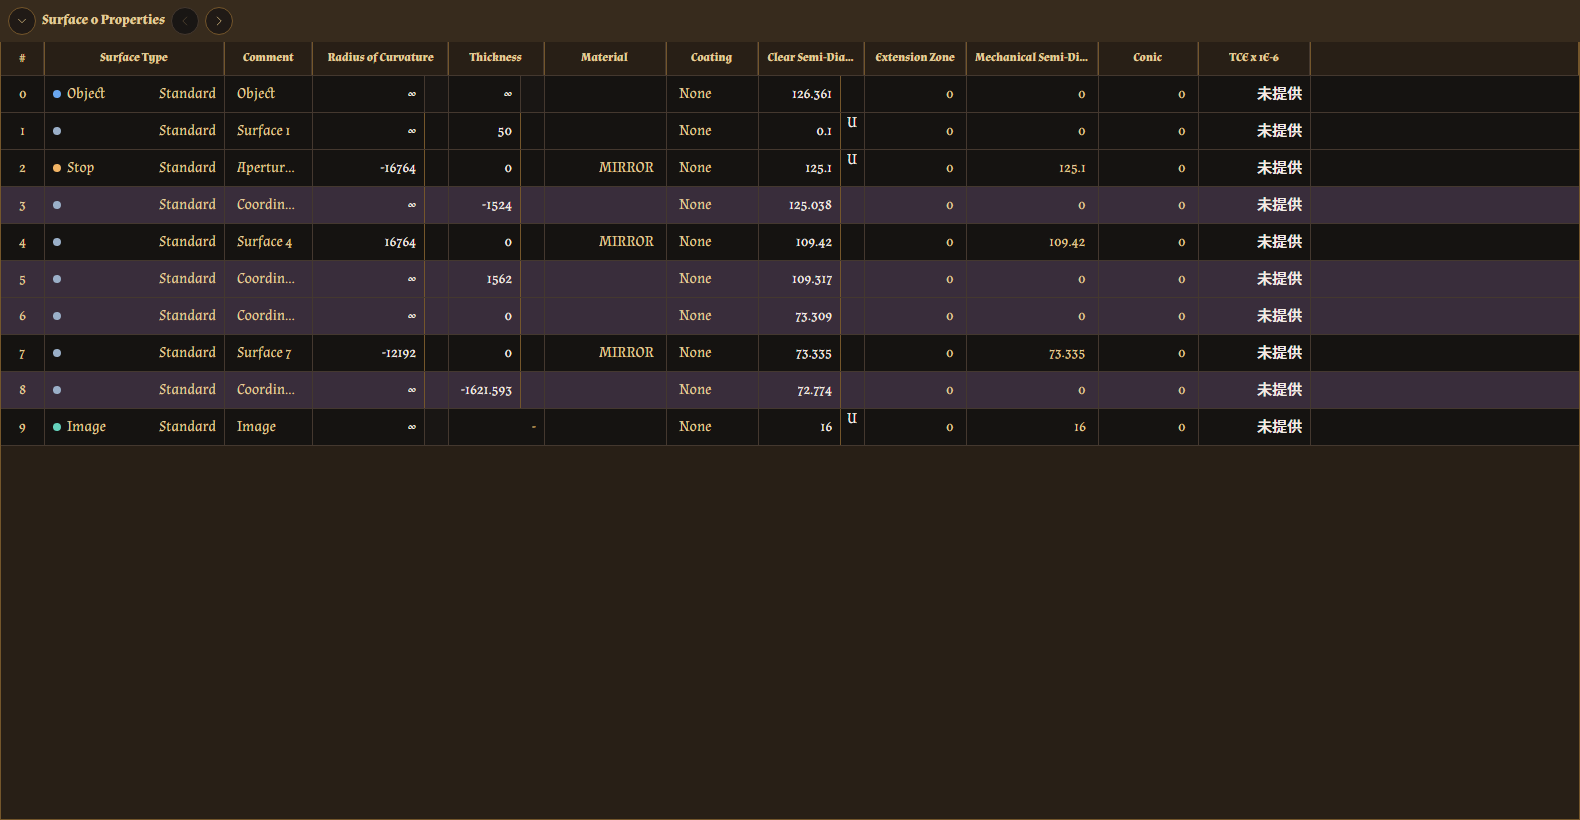 Surface 0 Properties
# Surface Type Comment Radius of Curvature Thickness Material Coating Clear Semi-Dia... Extension Zone Mechanical Semi-Di... Conic TCE x 1E-6
0 Object Standard Object ∞ ∞ None 126.361 0 0 0 未提供
1 Standard Surface 1 ∞ 50 None 0.1 U 0 0 0 未提供
2 Stop Standard Apertur... -16764 0 MIRROR None 125.1 U 0 125.1 0 未提供
3 Standard Coordin... ∞ -1524 None 125.038 0 0 0 未提供
4 Standard Surface 4 16764 0 MIRROR None 109.42 0 109.42 0 未提供
5 Standard Coordin... ∞ 1562 None 109.317 0 0 0 未提供
6 Standard Coordin... ∞ 0 None 73.309 0 0 0 未提供
7 Standard Surface 7 -12192 0 MIRROR None 73.335 0 73.335 0 未提供
8 Standard Coordin... ∞ -1621.593 None 72.774 0 0 0 未提供
9 Image Standard Image ∞ - None 16 U 0 16 0 未提供